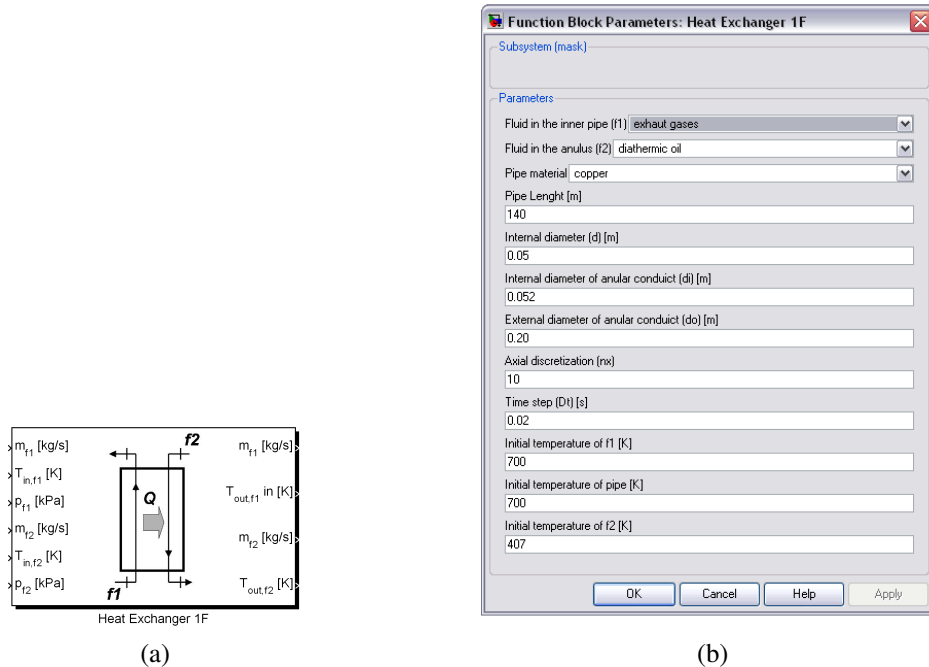 m_f1 [kg/s]
T_in,f1 [K]
p_f1 [kPa]
m_f2 [kg/s]
T_in,f2 [K]
p_f2 [kPa]
f2
Q
f1
m_f1 [kg/s]
T_out,f1 in [K]
m_f2 [kg/s]
T_out,f2 [K]
Heat Exchanger 1F
(a)
Function Block Parameters: Heat Exchanger 1F
Subsystem (mask)
Parameters
Fluid in the inner pipe (f1) exhaut gases
Fluid in the anulus (f2) diathermic oil
Pipe material copper
Pipe Lenght [m]
140
Internal diameter (d) [m]
0.05
Internal diameter of anular conduict (di) [m]
0.052
External diameter of anular conduict (do) [m]
0.20
Axial discretization (nx)
10
Time step (Dt) [s]
0.02
Initial temperature of f1 [K]
700
Initial temperature of pipe [K]
700
Initial temperature of f2 [K]
407
OK Cancel Help Apply
(b)